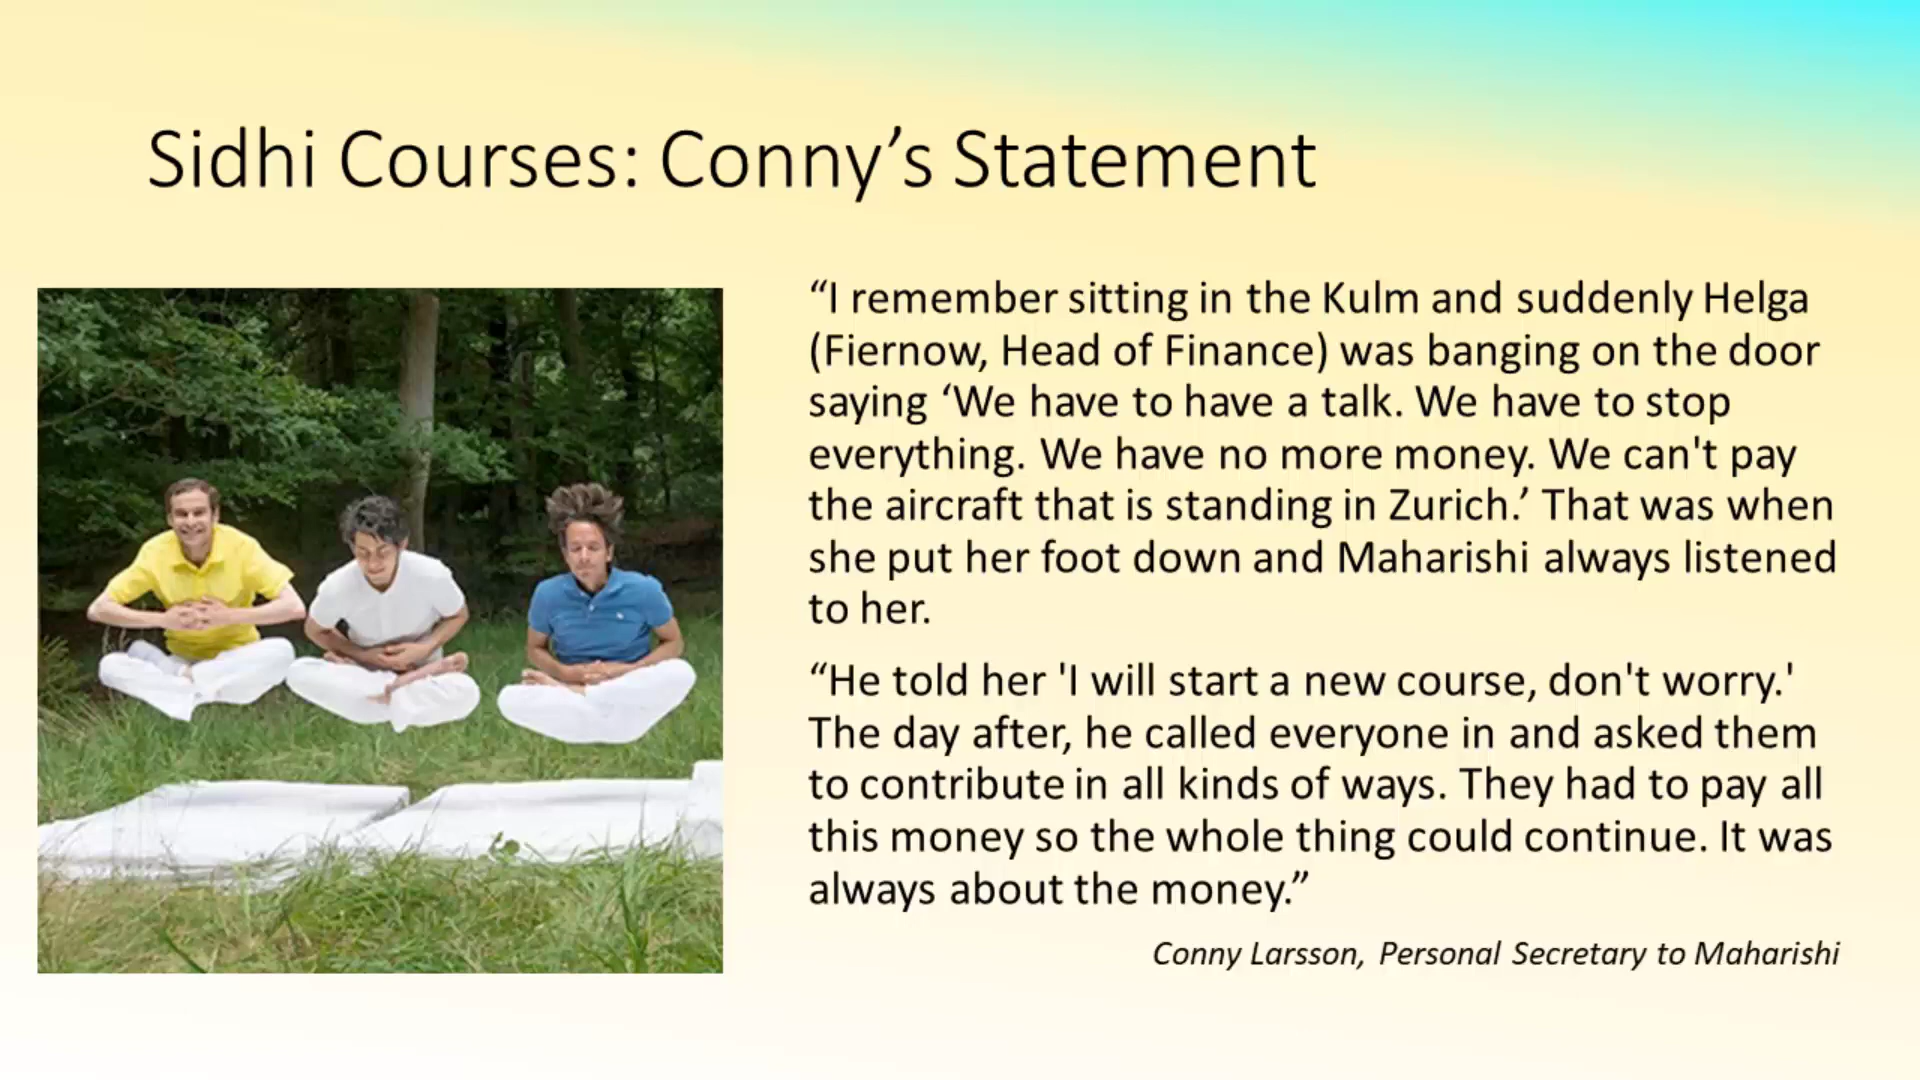 Sidhi Courses: Conny’s Statement
“I remember sitting in the Kulm and suddenly Helga
(Fiernow, Head of Finance) was banging on the door
saying ‘We have to have a talk. We have to stop
everything. We have no more money. We can't pay
the aircraft that is standing in Zurich.’ That was when
she put her foot down and Maharishi always listened
to her.
“He told her 'I will start a new course, don't worry.'
The day after, he called everyone in and asked them
to contribute in all kinds of ways. They had to pay all
this money so the whole thing could continue. It was
always about the money.”
Conny Larsson, Personal Secretary to Maharishi